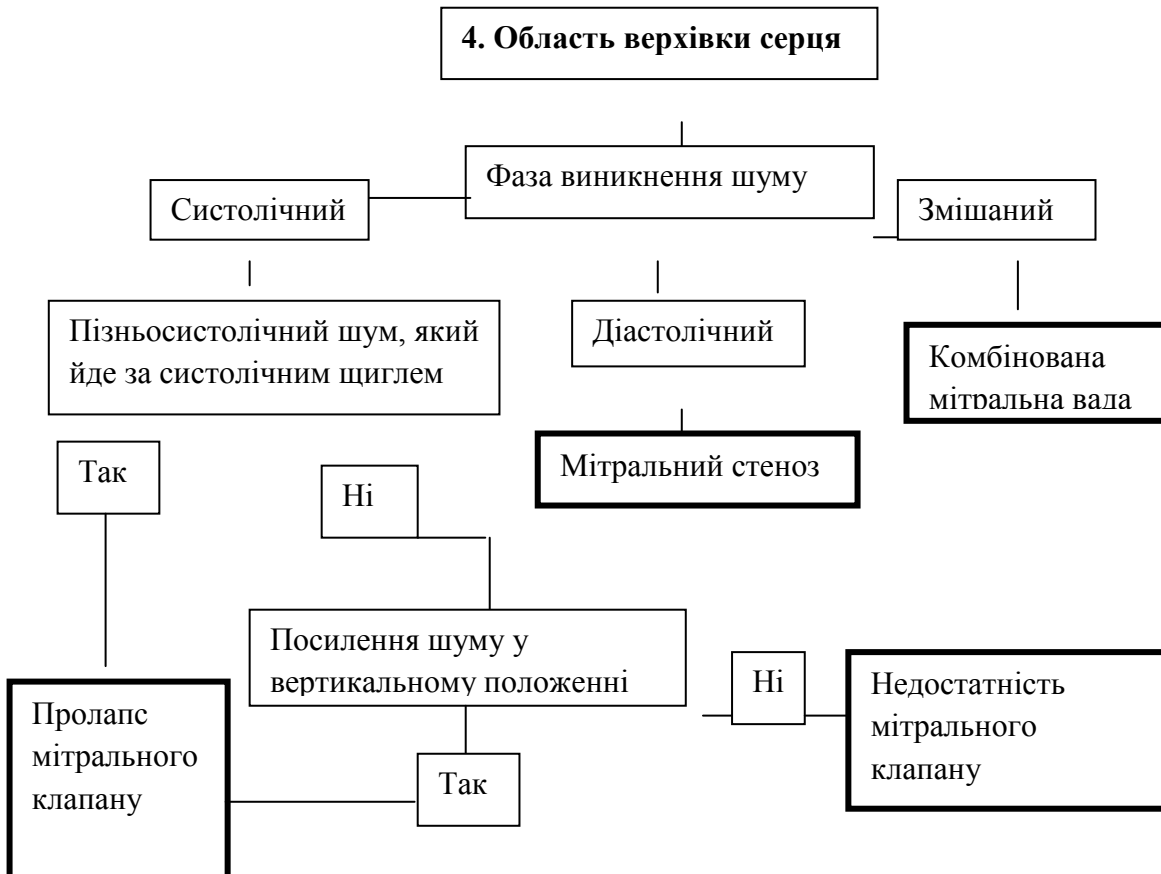 4. Область верхівки серця
Фаза виникнення шуму
Систолічний
Змішаний
Пізньосистолічний шум, який
йде за систолічним щиглем
Діастолічний
Комбінована
мітральна вада
Так
Ні
Мітральний стеноз
Посилення шуму у
вертикальному положенні
Ні
Недостатність
мітрального
клапану
Пролапс
мітрального
клапану
Так